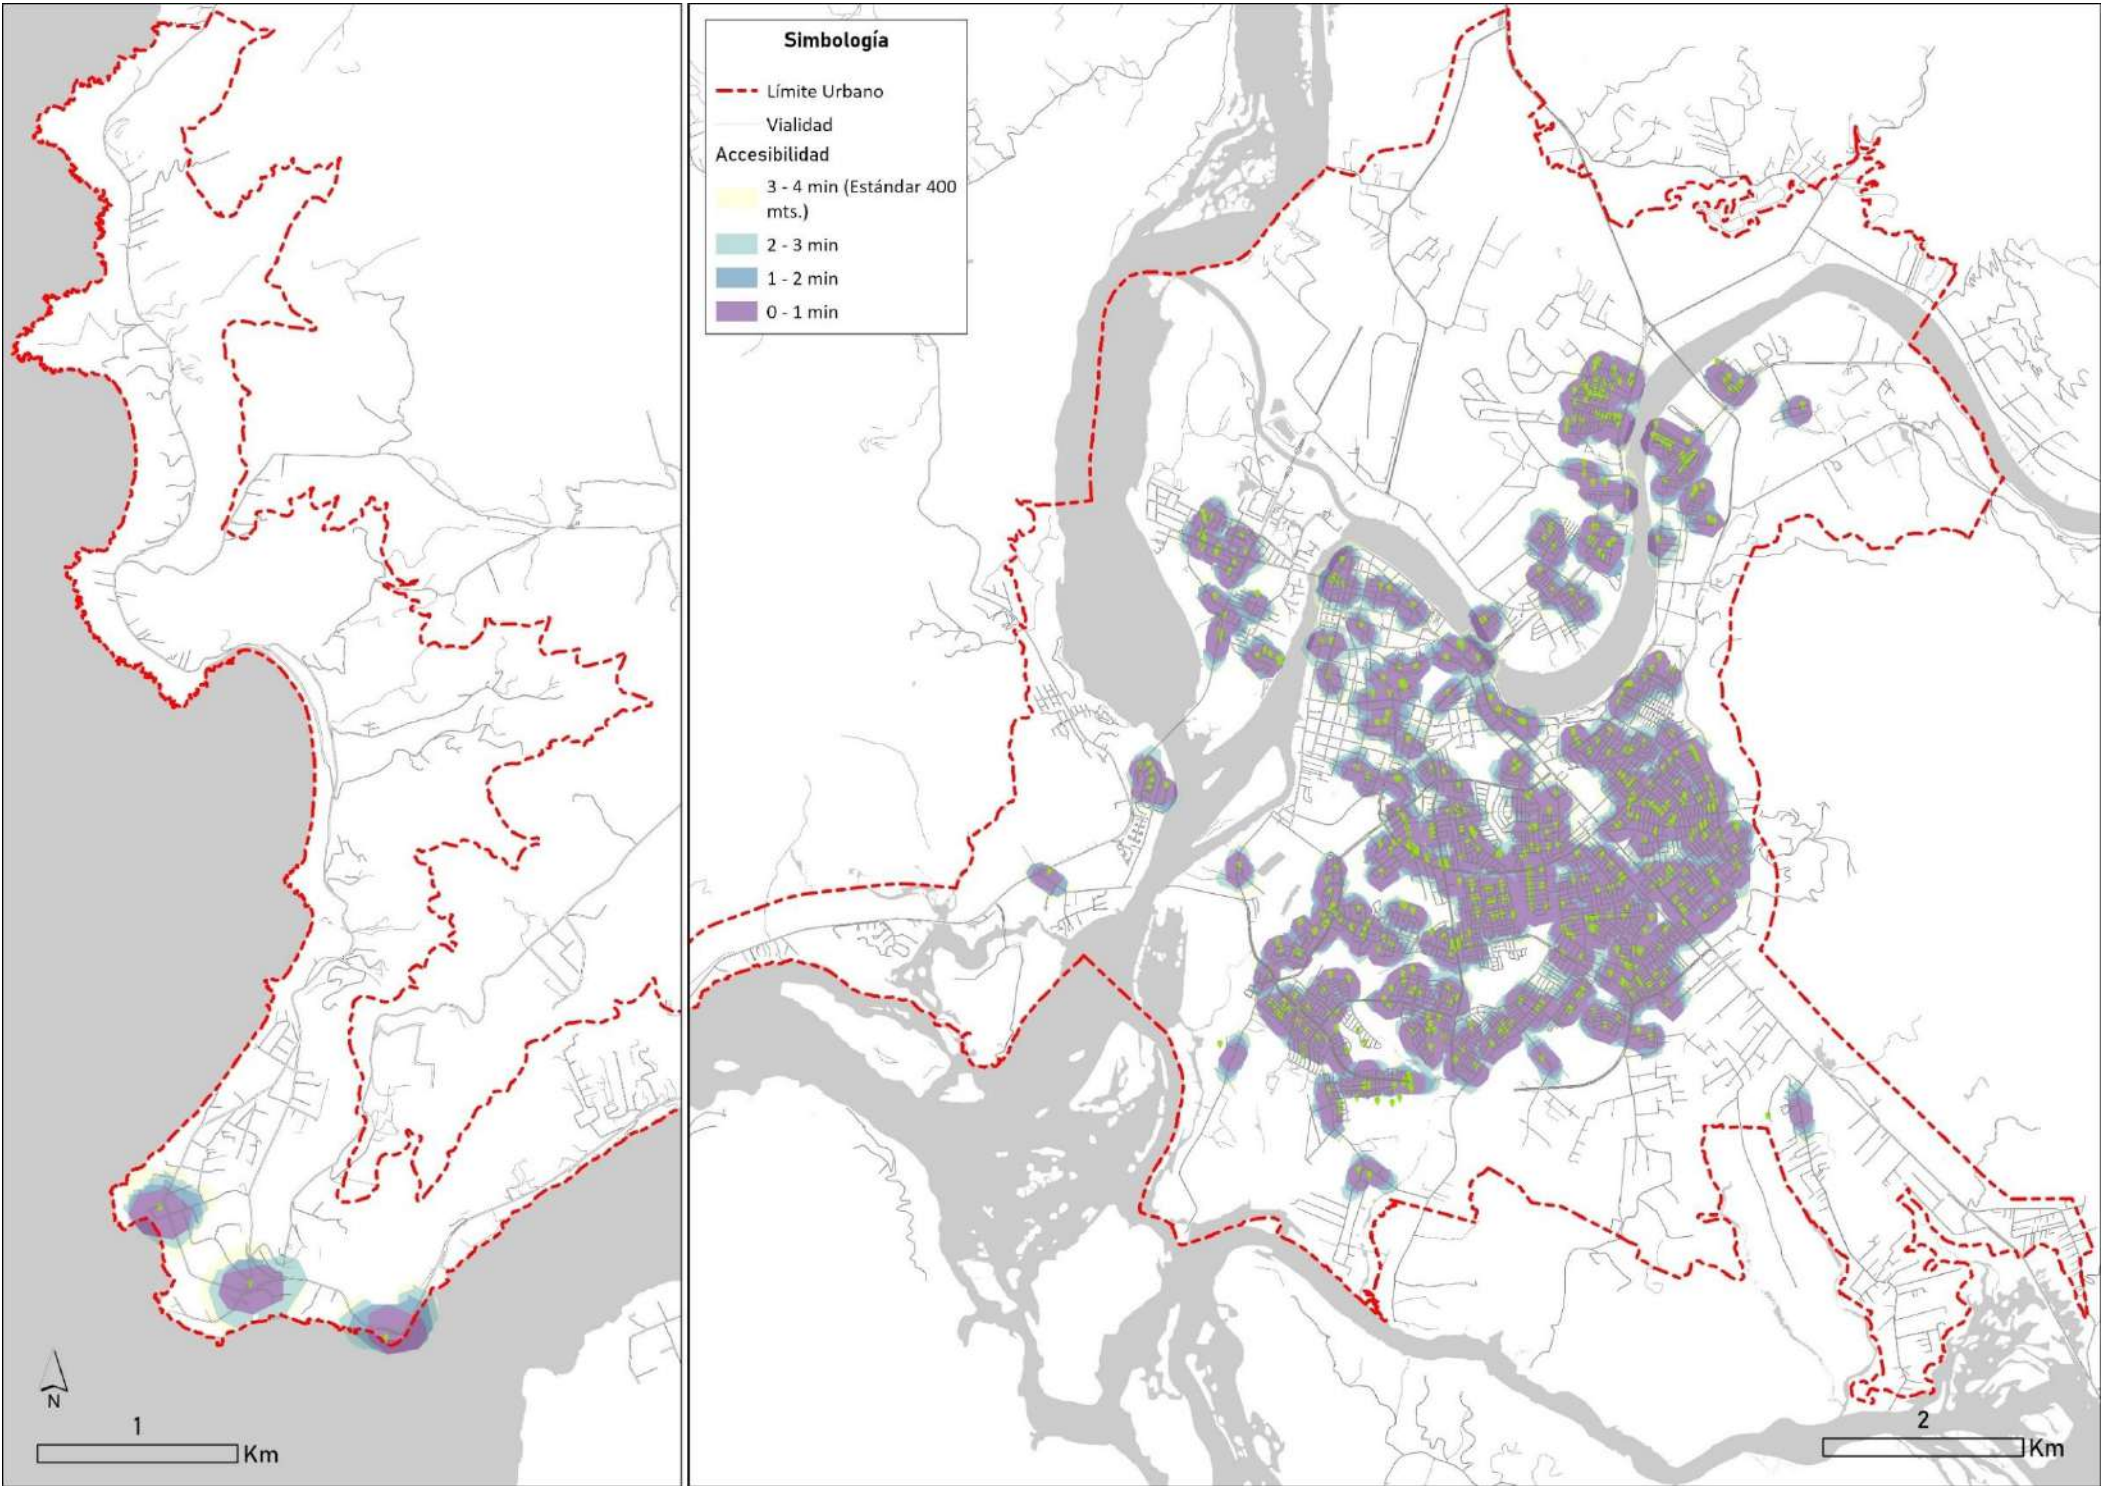 Simbología
Límite Urbano
Vialidad
Accesibilidad
3 - 4 min (Estándar 400
mts.)
2 - 3 min
1 - 2 min
0 - 1 min
N
1
Km
2
Km